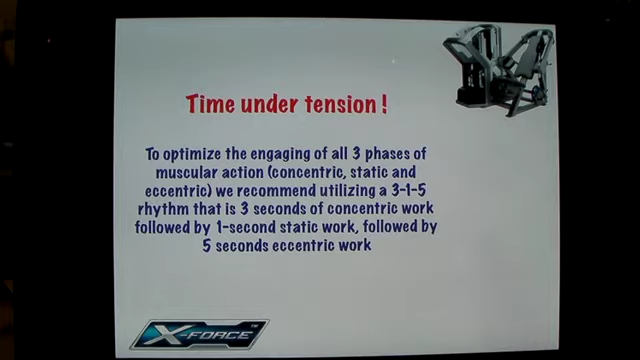 Time under tension !
To optimize the engaging of all 3 phases of
muscular action (concentric, static and
eccentric) we recommend utilizing a 3-1-5
rhythm that is 3 seconds of concentric work
followed by 1-second static work, followed by
5 seconds eccentric work
X-FORCE™